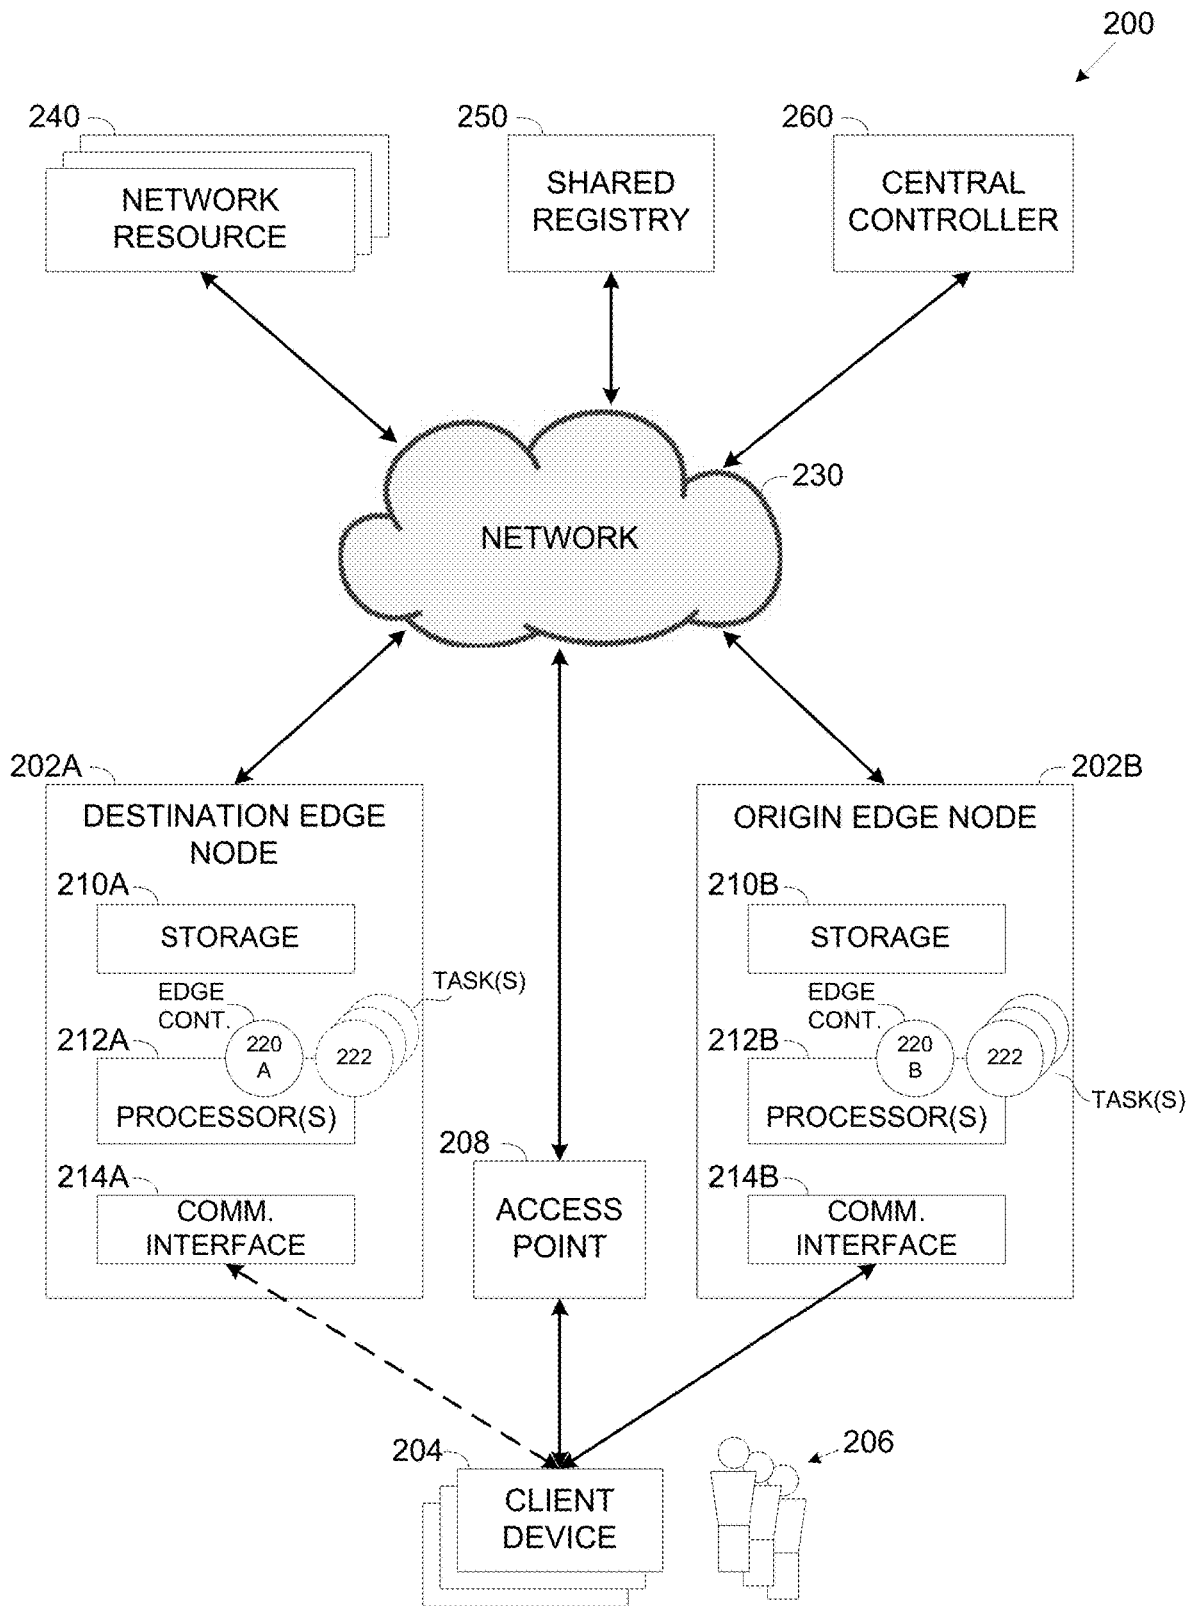 200
240
250
260
NETWORK
RESOURCE
SHARED
REGISTRY
CENTRAL
CONTROLLER
230
NETWORK
202A
202B
DESTINATION EDGE
NODE
ORIGIN EDGE NODE
210A
STORAGE
210B
STORAGE
EDGE
CONT.
TASK(S)
EDGE
CONT.
212A
220
A
222
PROCESSOR(S)
212B
220
B
222
TASK(S)
PROCESSOR(S)
208
ACCESS
POINT
214A
COMM.
INTERFACE
214B
COMM.
INTERFACE
204
CLIENT
DEVICE
206